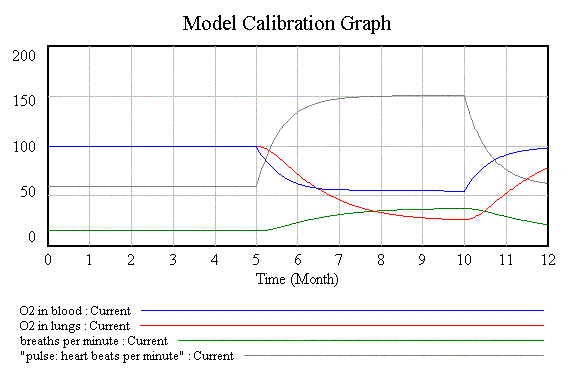 Model Calibration Graph
200
150
100
50
0
0 1 2 3 4 5 6 7 8 9 10 11 12
Time (Month)
O2 in blood : Current
O2 in lungs : Current
breaths per minute : Current
"pulse: heart beats per minute" : Current